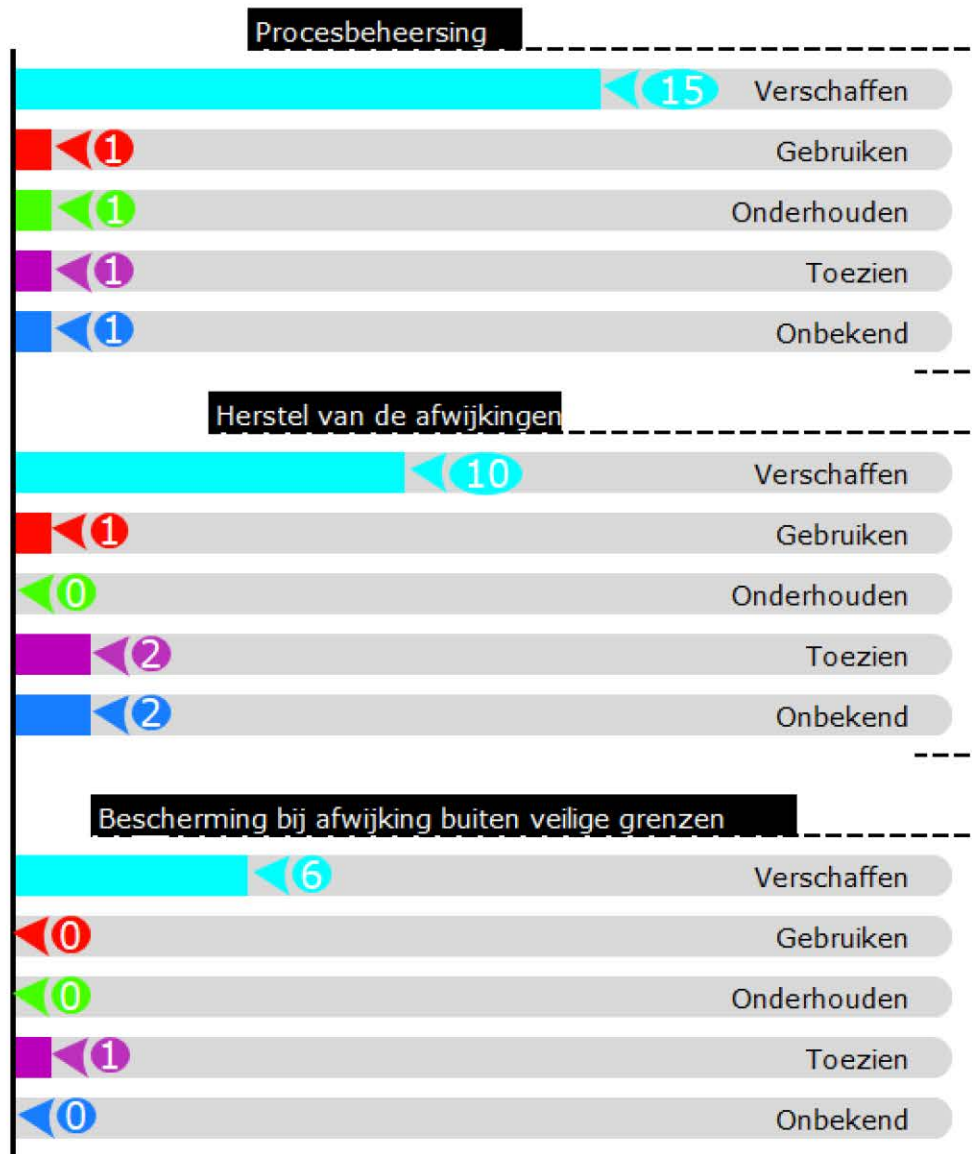 Procesbeheersing
15 Verschaffen
1 Gebruiken
1 Onderhouden
1 Toezien
1 Onbekend
Herstel van de afwijkingen
10 Verschaffen
1 Gebruiken
0 Onderhouden
2 Toezien
2 Onbekend
Bescherming bij afwijking buiten veilige grenzen
6 Verschaffen
0 Gebruiken
0 Onderhouden
1 Toezien
0 Onbekend